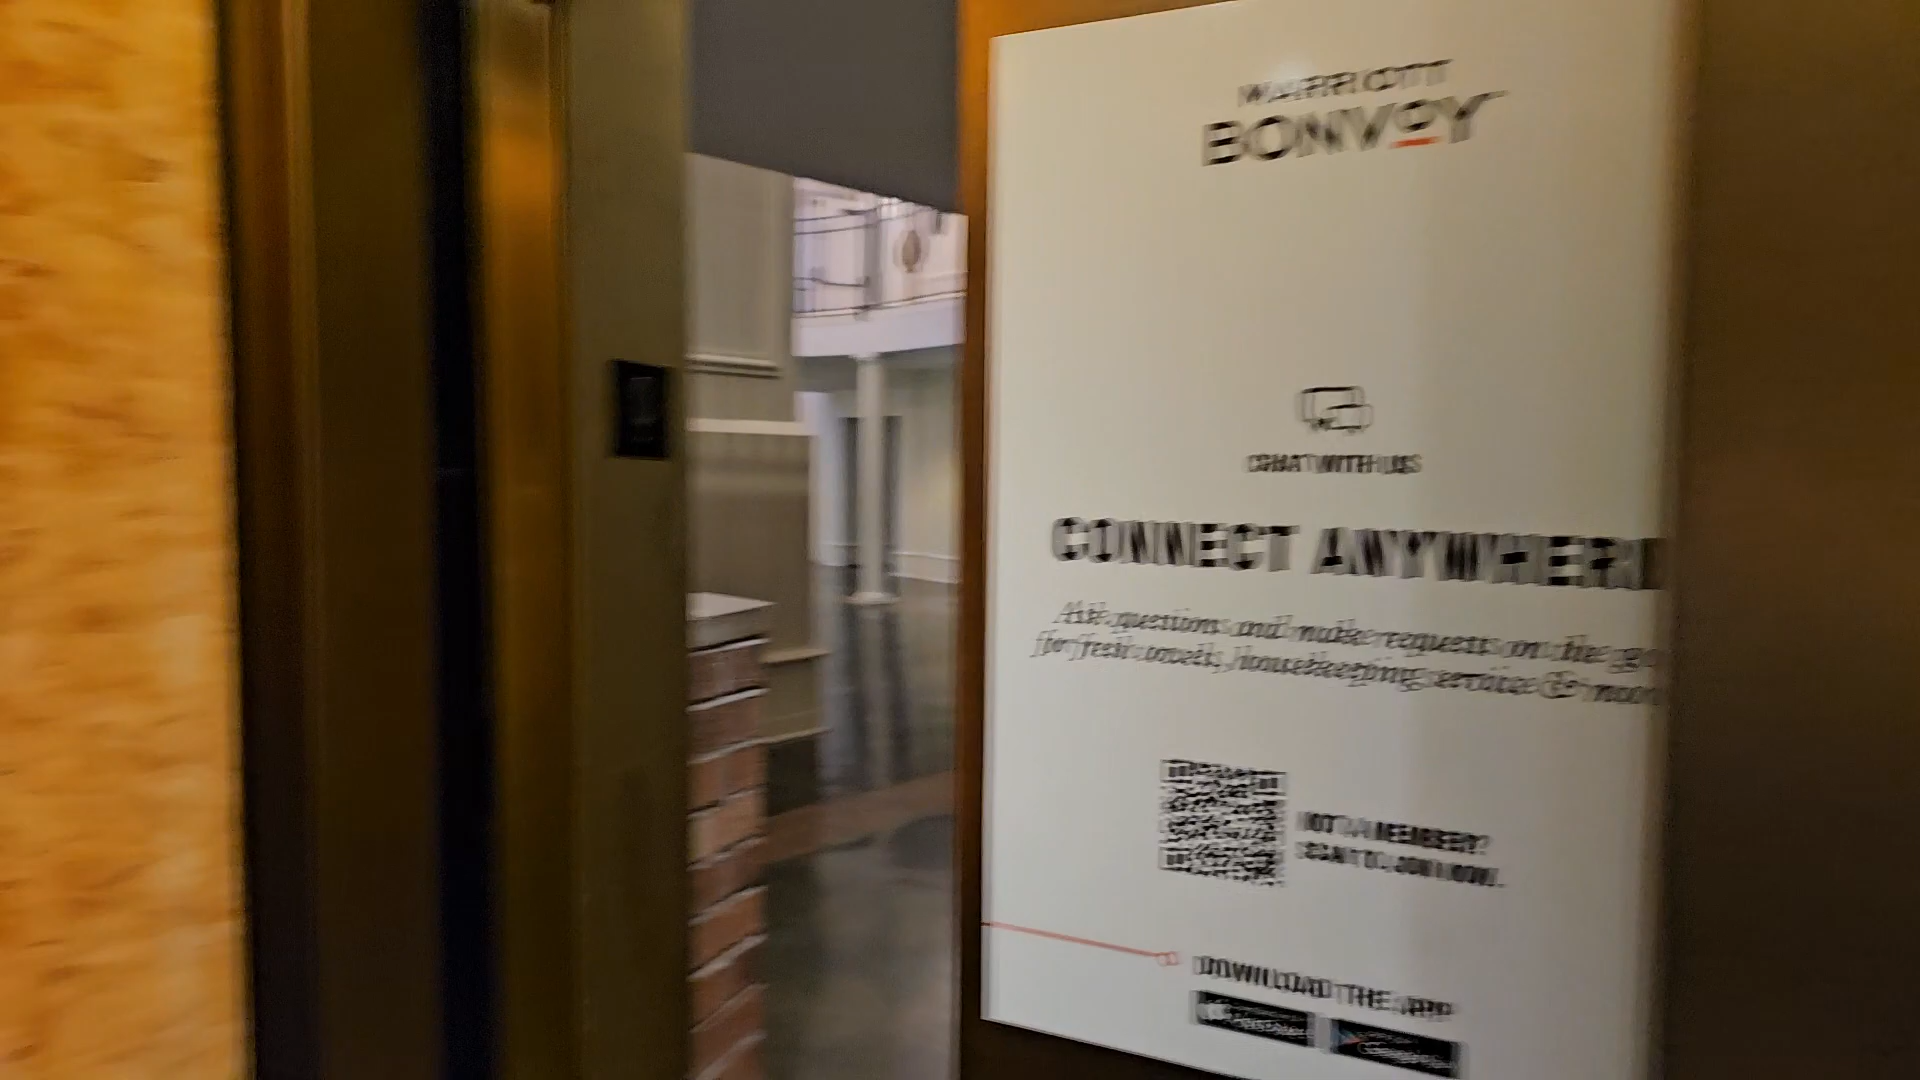 MARRIOTT
BONVOY™
CHAT WITH US
CONNECT ANYWHERE
Ask questions and make requests on the go
for fresh towels, housekeeping service & more
NOT A MEMBER?
SCAN TO JOIN NOW.
DOWNLOAD THE APP